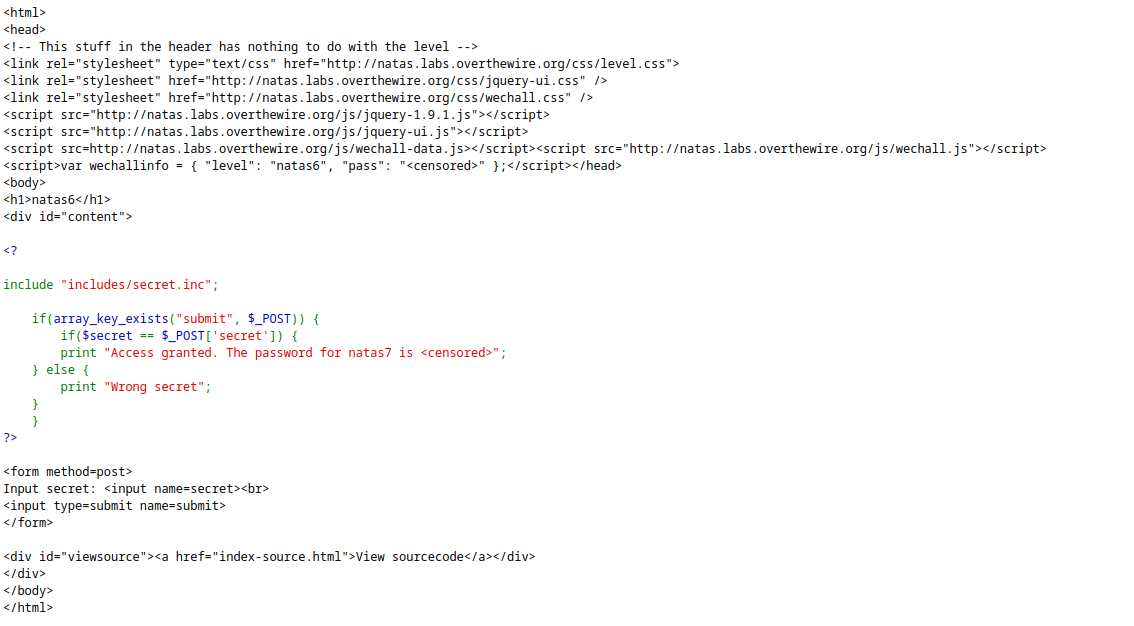 <html>
<head>
<!-- This stuff in the header has nothing to do with the level -->
<link rel="stylesheet" type="text/css" href="http://natas.labs.overthewire.org/css/level.css">
<link rel="stylesheet" href="http://natas.labs.overthewire.org/css/jquery-ui.css" />
<link rel="stylesheet" href="http://natas.labs.overthewire.org/css/wechall.css" />
<script src="http://natas.labs.overthewire.org/js/jquery-1.9.1.js"></script>
<script src="http://natas.labs.overthewire.org/js/jquery-ui.js"></script>
<script src=http://natas.labs.overthewire.org/js/wechall-data.js></script><script src="http://natas.labs.overthewire.org/js/wechall.js"></script>
<script>var wechallinfo = { "level": "natas6", "pass": "<censored>" };</script></head>
<body>
<h1>natas6</h1>
<div id="content">

<?

include "includes/secret.inc";

    if(array_key_exists("submit", $_POST)) {
        if($secret == $_POST['secret']) {
        print "Access granted. The password for natas7 is <censored>";
    } else {
        print "Wrong secret";
    }
    }
?>

<form method=post>
Input secret: <input name=secret><br>
<input type=submit name=submit>
</form>

<div id="viewsource"><a href="index-source.html">View sourcecode</a></div>
</div>
</body>
</html>